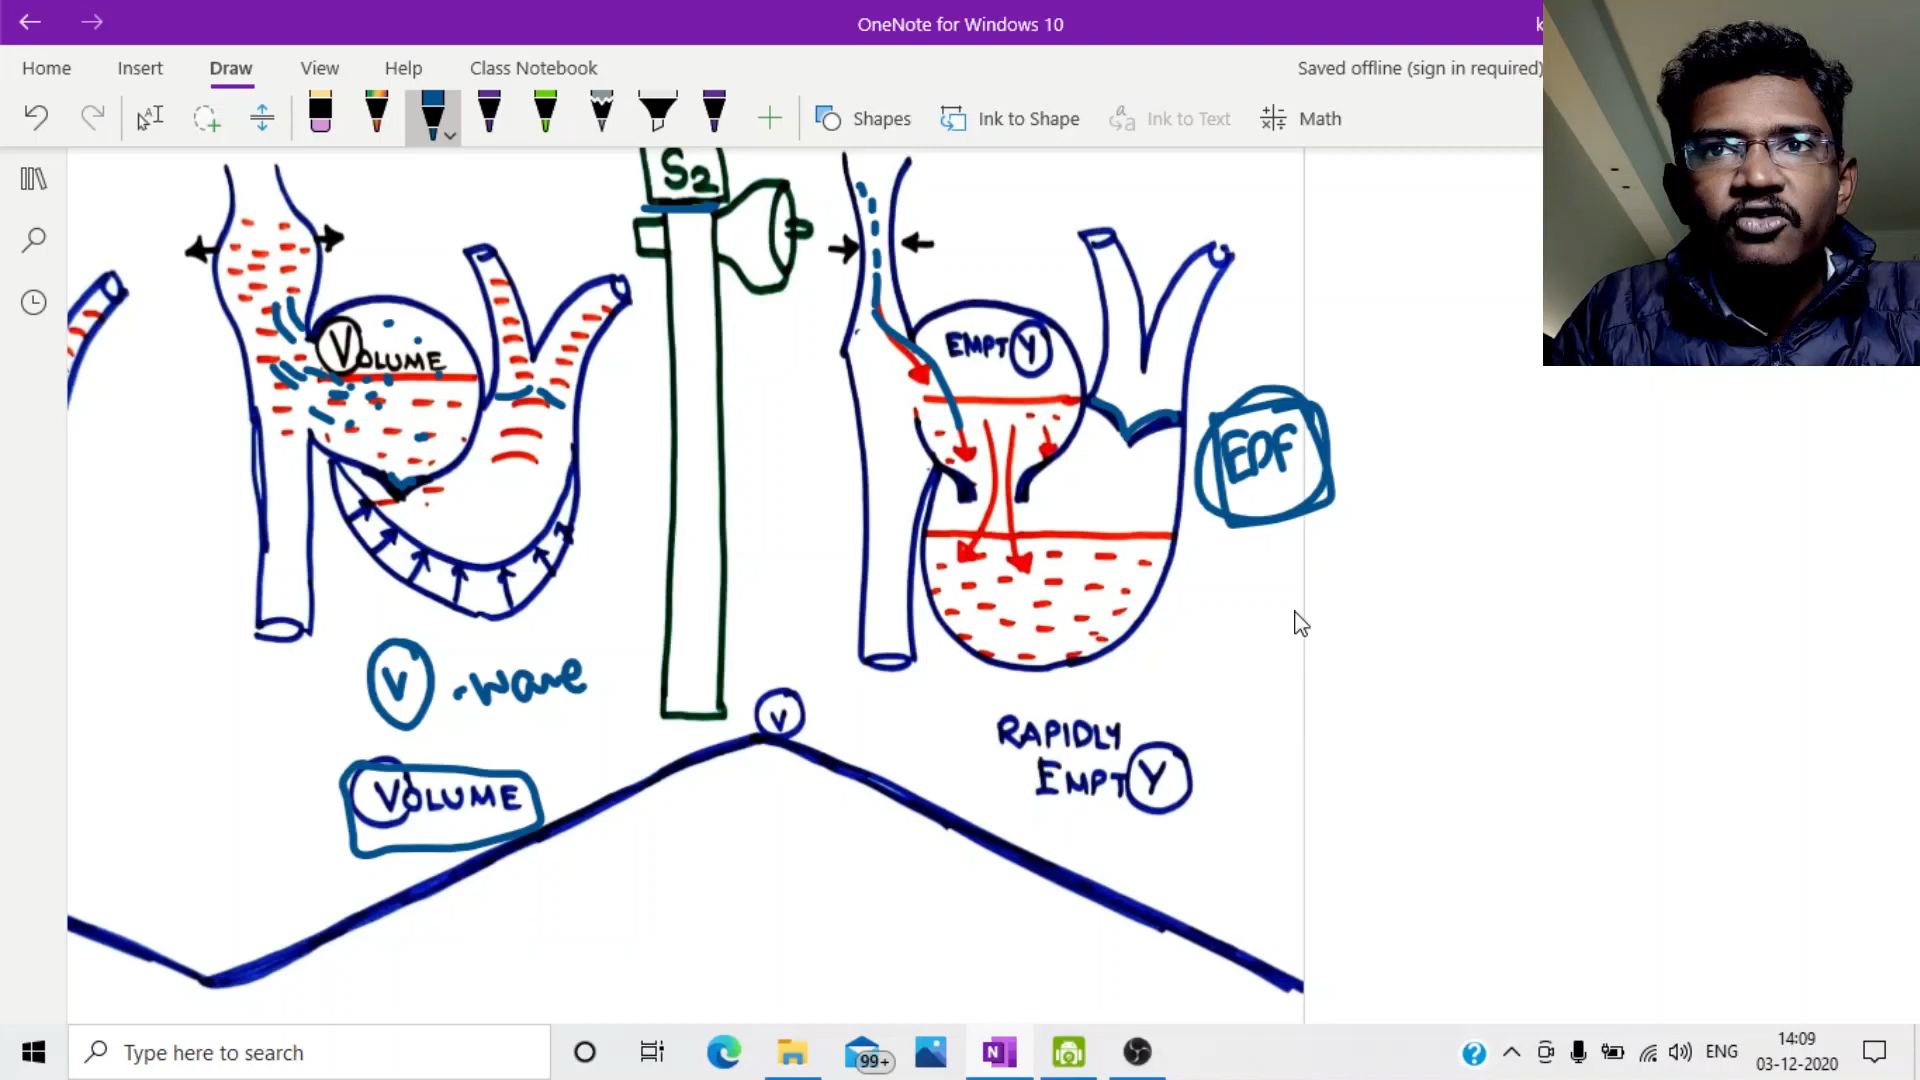 OneNote for Windows 10
Home Insert Draw View Help Class Notebook
Saved offline (sign in required)
Shapes Ink to Shape Ink to Text Math
S2
VOLUME
EMPTY
EDF
V - wave
V
VOLUME
RAPIDLY
EMPTY
Type here to search
99+
N
ENG
14:09
03-12-2020